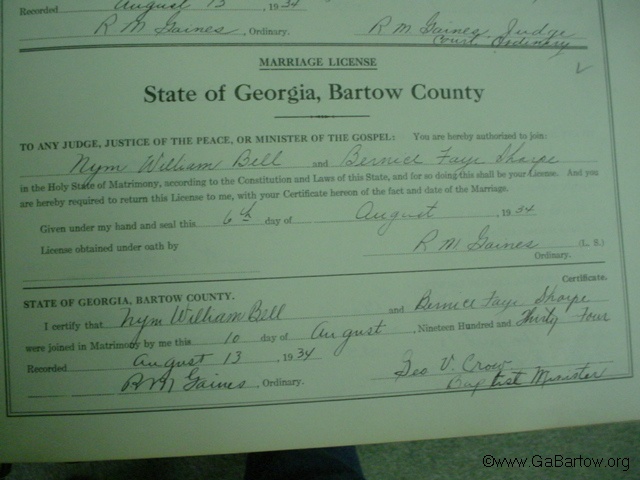 Recorded August 13, 1934
R M Gaines, Ordinary. R M Gaines Judge
Court Ordinary
MARRIAGE LICENSE
State of Georgia, Bartow County
TO ANY JUDGE, JUSTICE OF THE PEACE, OR MINISTER OF THE GOSPEL: You are hereby authorized to join:
Nym William Bell and Bernice Faye Sharpe
in the Holy State of Matrimony, according to the Constitution and Laws of this State, and for so doing this shall be your License. And you
are hereby required to return this License to me, with your Certificate hereon of the fact and date of the Marriage.
Given under my hand and seal this 6th day of August, 1934
License obtained under oath by R M Gaines (L. S.)
Ordinary.
Certificate.
STATE OF GEORGIA, BARTOW COUNTY.
I certify that Nym William Bell and Bernice Faye Sharpe
were joined in Matrimony by me this 10 day of August, Nineteen Hundred and Thirty Four
Recorded August 13, 1934 Geo V. Crow
R M Gaines, Ordinary. Baptist Minister
©www.GaBartow.org